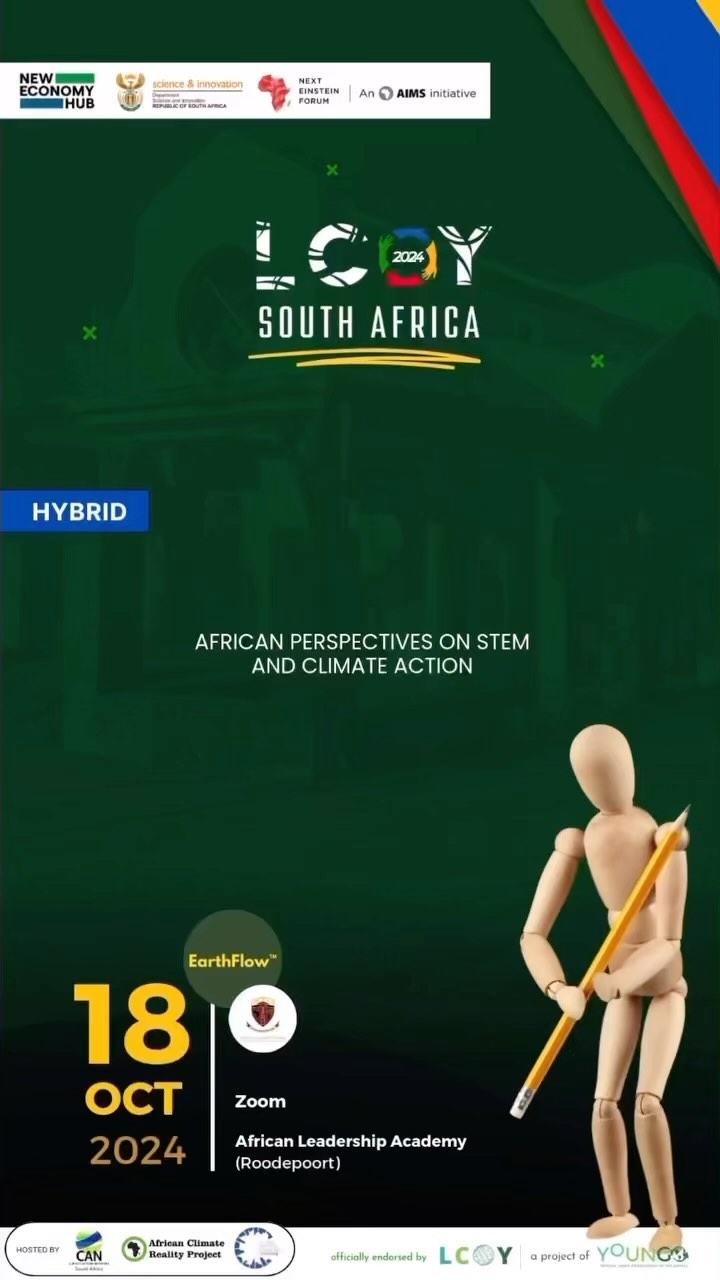 NEW
ECONOMY
HUB
science & innovation
Department:
Science and Innovation
REPUBLIC OF SOUTH AFRICA
NEXT
EINSTEIN
FORUM
An AIMS initiative
LCOY
2024
SOUTH AFRICA
HYBRID
AFRICAN PERSPECTIVES ON STEM
AND CLIMATE ACTION
EarthFlow™
18
OCT
2024
Zoom
African Leadership Academy
(Roodepoort)
HOSTED BY
CAN
South Africa
African Climate
Reality Project
officially endorsed by
LCOY
a project of
YOUNGO